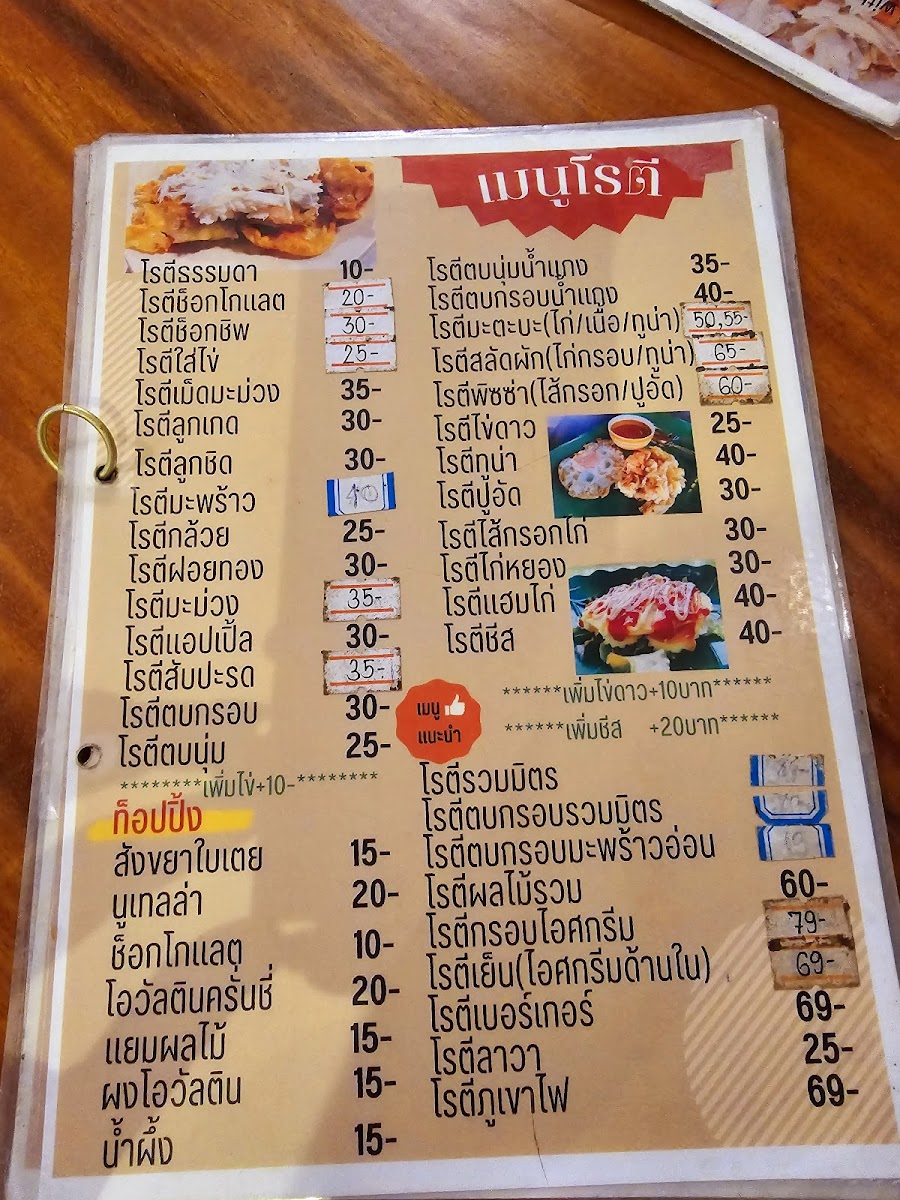 เมนูโรตี
โรตีธรรมดา 10-
โรตีช็อกโกแลต 20-
โรตีช็อกชิพ 30-
โรตีใส่ไข่ 25-
โรตีเม็ดมะม่วง 35-
โรตีลูกเกด 30-
โรตีลูกชิด 30-
โรตีมะพร้าว 40
โรตีกล้วย 25-
โรตีฝอยทอง 30-
โรตีมะม่วง 35-
โรตีแอปเปิ้ล 30-
โรตีสับปะรด 35-
โรตีตบกรอบ 30-
โรตีตบนุ่ม 25-
********เพิ่มไข่+10-********
ท็อปปิ้ง
สังขยาใบเตย 15-
นูเทลล่า 20-
ช็อกโกแลต 10-
โอวัลตินครั่นชี่ 20-
แยมผลไม้ 15-
ผงโอวัลติน 15-
น้ำผึ้ง 15-
โรตีตบนุ่มน้ำแกง 35-
โรตีตบกรอบน้ำแกง 40-
โรตีมะตะบะ(ไก่/เนื้อ/ทูน่า) 50,55-
โรตีสลัดผัก(ไก่กรอบ/ทูน่า) 65-
โรตีพิซซ่า(ไส้กรอก/ปูอัด) 60-
โรตีไข่ดาว 25-
โรตีทูน่า 40-
โรตีปูอัด 30-
โรตีไส้กรอกไก่ 30-
โรตีไก่หยอง 30-
โรตีแฮมไก่ 40-
โรตีชีส 40-
******เพิ่มไข่ดาว+10บาท******
******เพิ่มชีส +20บาท******
เมนู
แนะนำ
โรตีรวมมิตร
โรตีตบกรอบรวมมิตร
โรตีตบกรอบมะพร้าวอ่อน
โรตีผลไม้รวม 60-
โรตีกรอบไอศกรีม 79-
โรตีเย็น(ไอศกรีมด้านใน) 69-
โรตีเบอร์เกอร์ 69-
โรตีลาวา 25-
โรตีภูเขาไฟ 69-